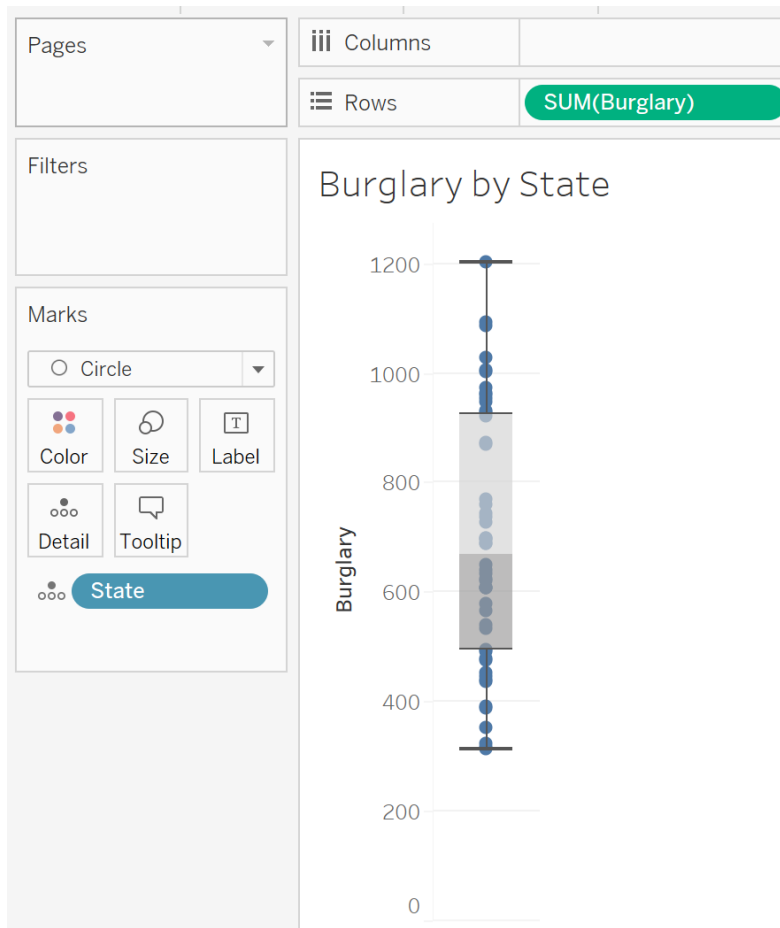 Pages
Columns
Rows
SUM(Burglary)
Filters
Marks
Circle
Color
Size
T
Label
Detail
Tooltip
State
Burglary by State
1200
1000
800
600
400
200
0
Burglary